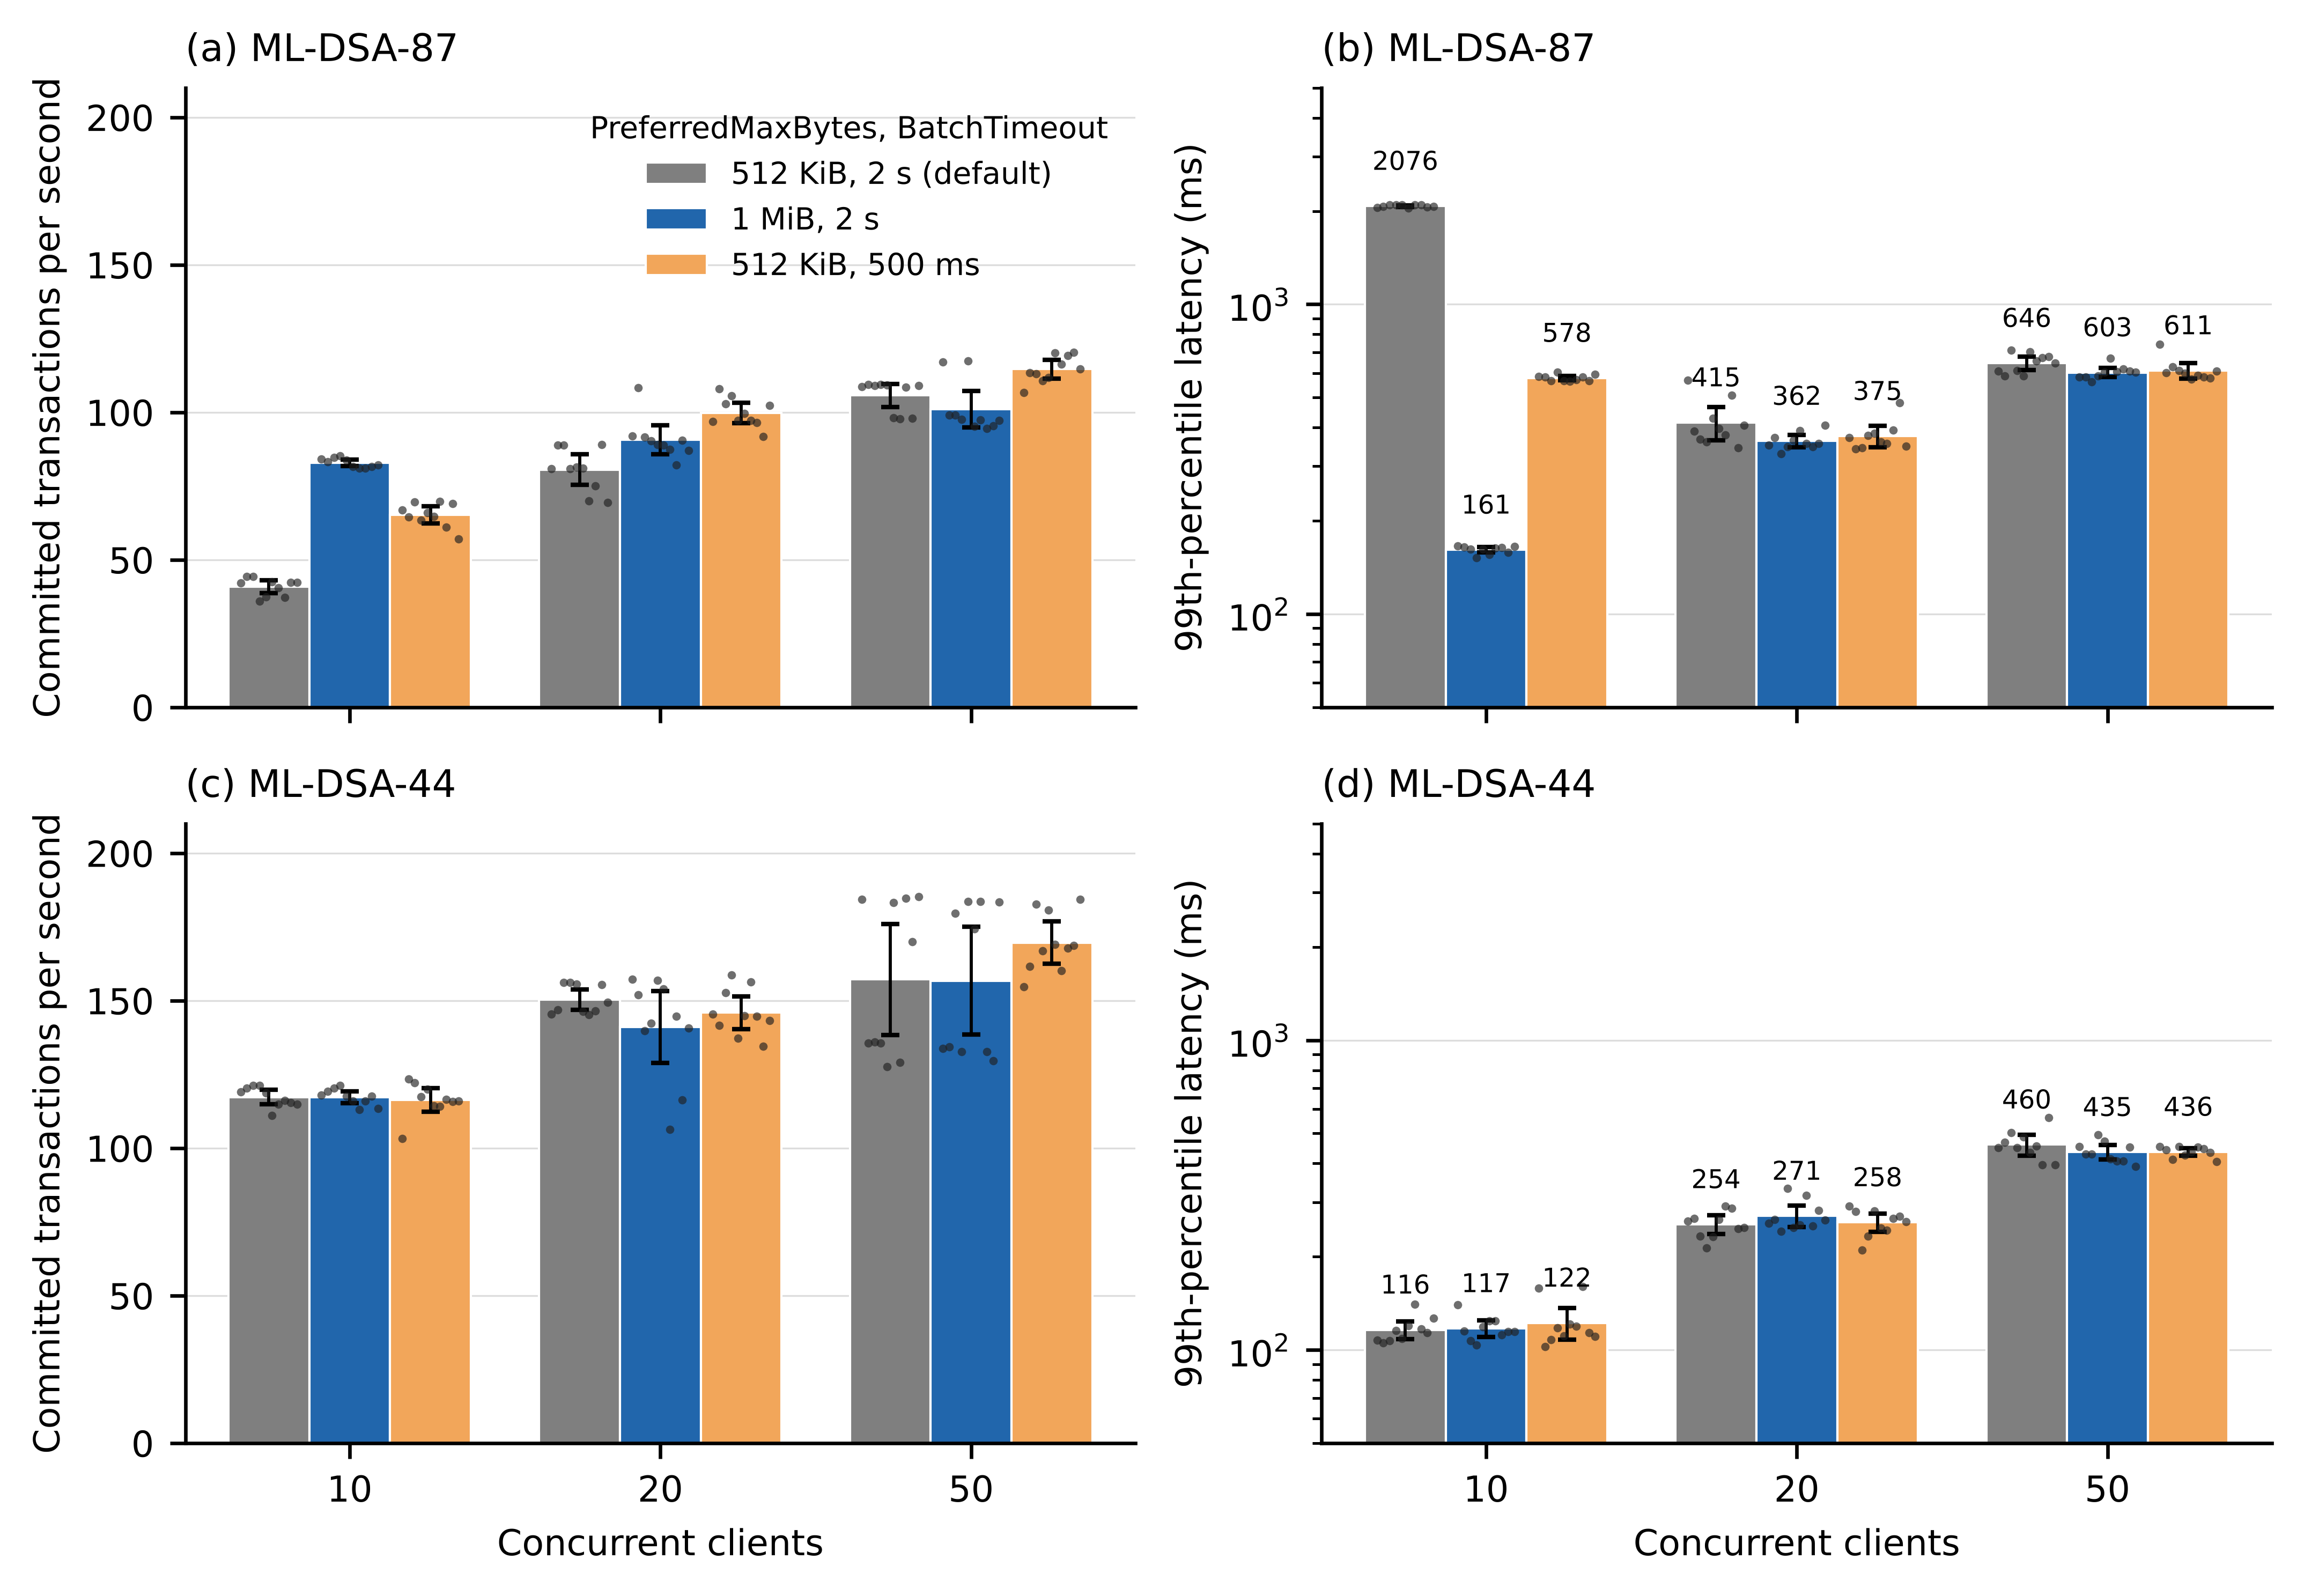 (a) ML-DSA-87
Committed transactions per second
200
150
100
50
0
PreferredMaxBytes, BatchTimeout
512 KiB, 2 s (default)
1 MiB, 2 s
512 KiB, 500 ms
(b) ML-DSA-87
99th-percentile latency (ms)
10³
10²
2076
161
578
415
362
375
646
603
611
(c) ML-DSA-44
Committed transactions per second
200
150
100
50
0
10
20
50
Concurrent clients
(d) ML-DSA-44
99th-percentile latency (ms)
10³
10²
116
117
122
254
271
258
460
435
436
10
20
50
Concurrent clients